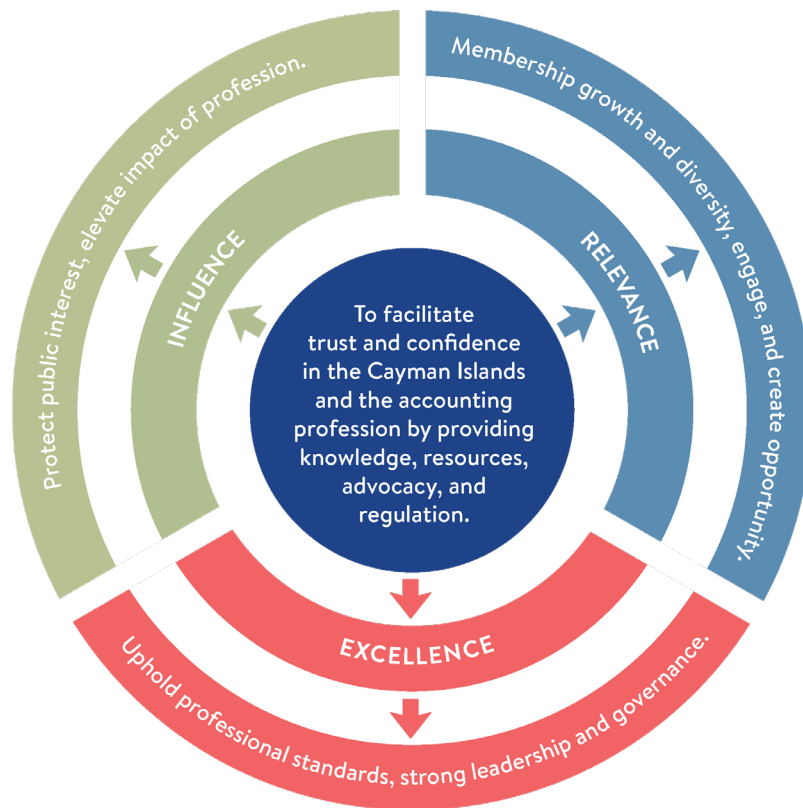 Protect public interest, elevate impact of profession.
INFLUENCE
Membership growth and diversity, engage, and create opportunity.
RELEVANCE
To facilitate
trust and confidence
in the Cayman Islands
and the accounting
profession by providing
knowledge, resources,
advocacy, and
regulation.
EXCELLENCE
Uphold professional standards, strong leadership and governance.